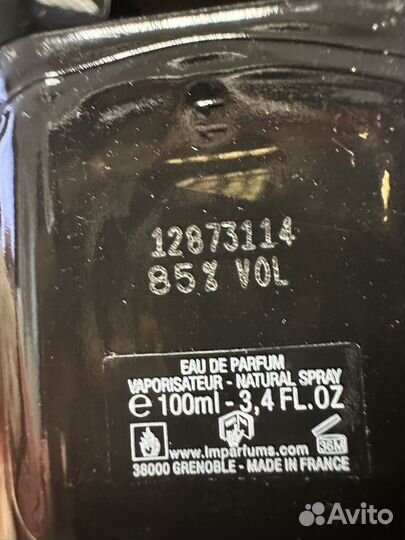 12873114
85% VOL
EAU DE PARFUM
VAPORISATEUR - NATURAL SPRAY
e 100ml - 3,4 FL.OZ
36M
www.lmparfums.com
38000 GRENOBLE - MADE IN FRANCE
Avito